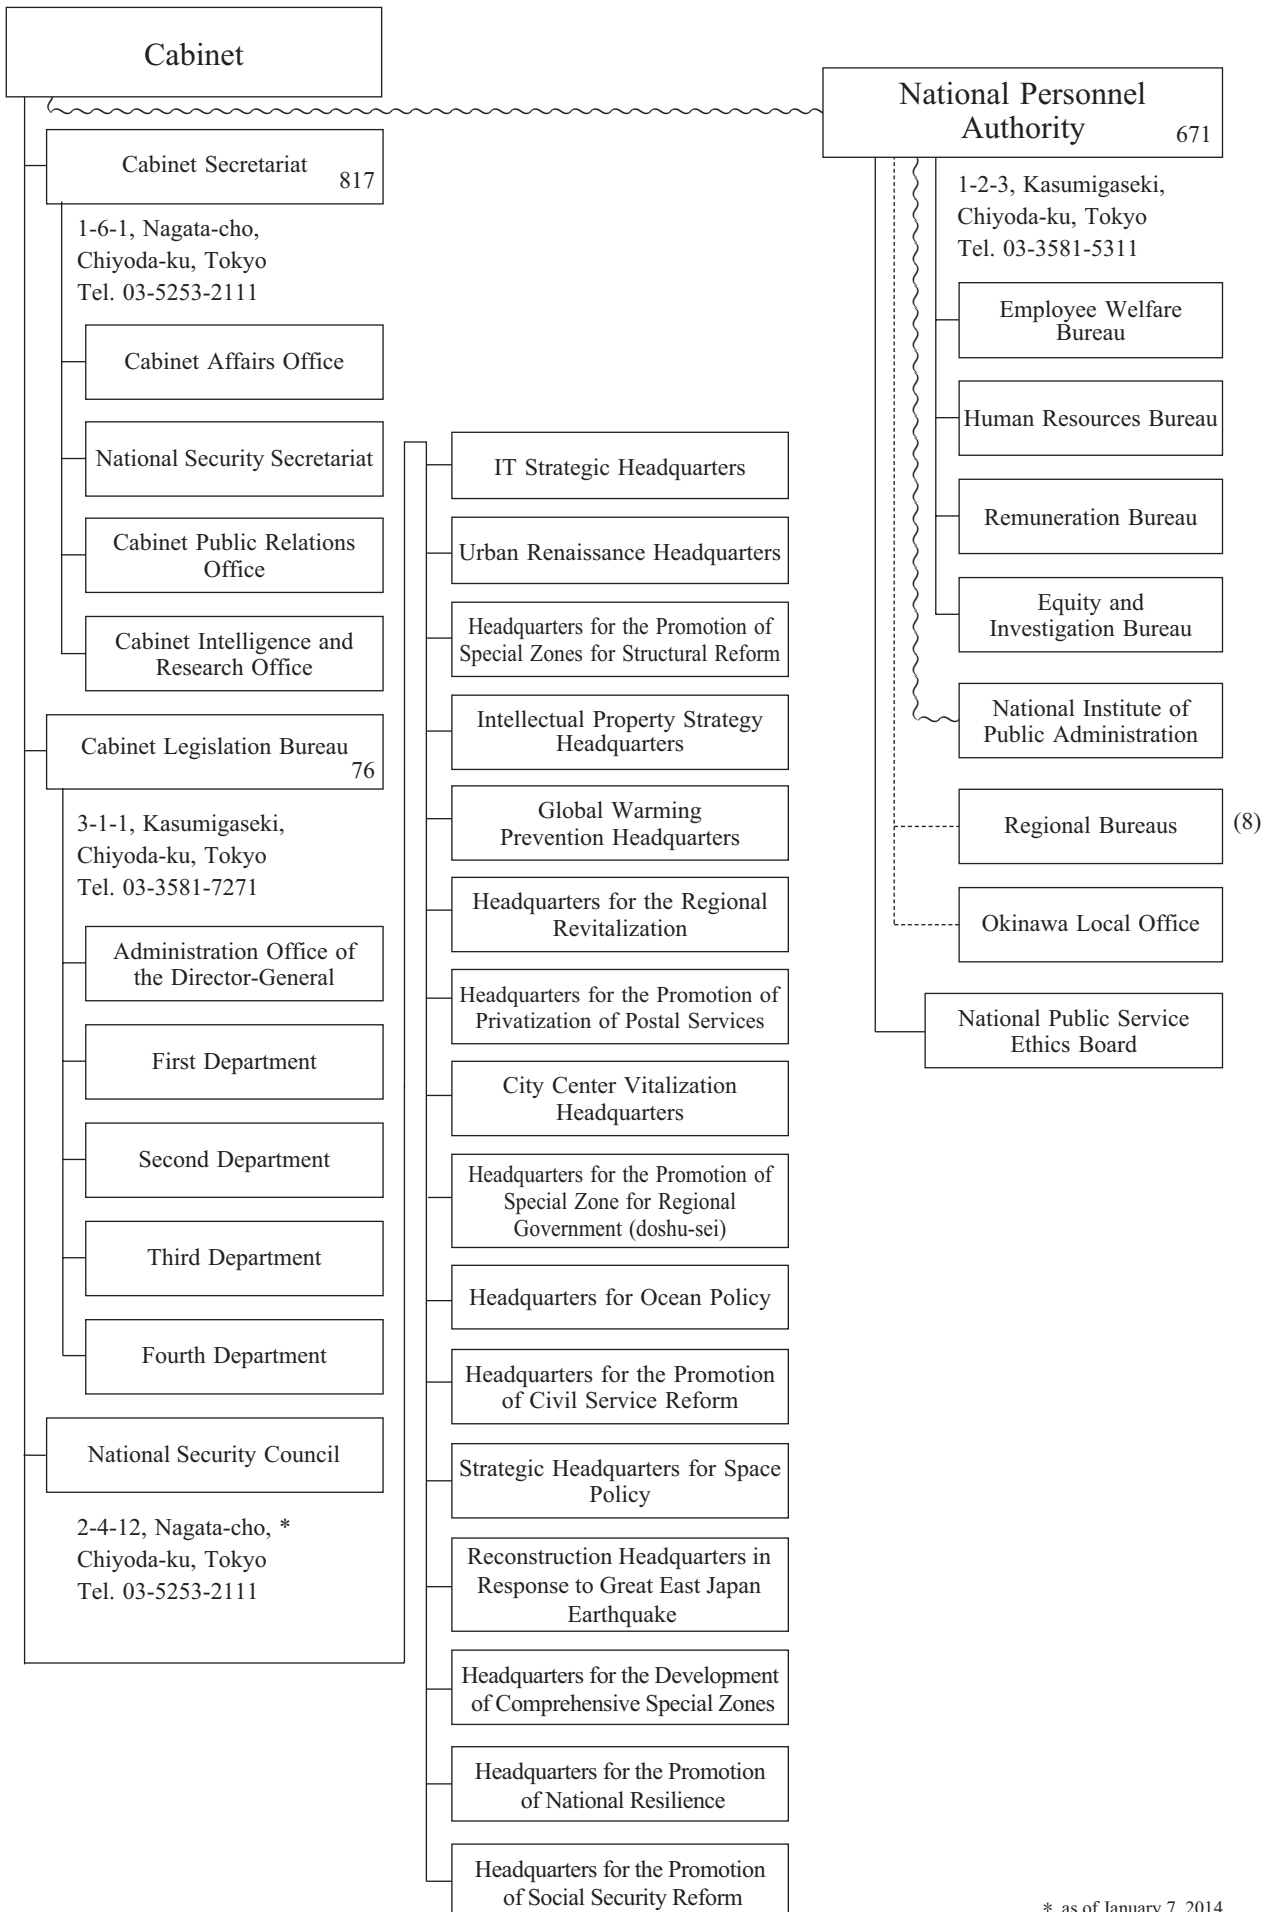 Cabinet
Cabinet Secretariat
817
1-6-1, Nagata-cho,
Chiyoda-ku, Tokyo
Tel. 03-5253-2111
Cabinet Affairs Office
National Security Secretariat
Cabinet Public Relations
Office
Cabinet Intelligence and
Research Office
Cabinet Legislation Bureau
76
3-1-1, Kasumigaseki,
Chiyoda-ku, Tokyo
Tel. 03-3581-7271
Administration Office of
the Director-General
First Department
Second Department
Third Department
Fourth Department
National Security Council
2-4-12, Nagata-cho, *
Chiyoda-ku, Tokyo
Tel. 03-5253-2111
IT Strategic Headquarters
Urban Renaissance Headquarters
Headquarters for the Promotion of
Special Zones for Structural Reform
Intellectual Property Strategy
Headquarters
Global Warming
Prevention Headquarters
Headquarters for the Regional
Revitalization
Headquarters for the Promotion of
Privatization of Postal Services
City Center Vitalization
Headquarters
Headquarters for the Promotion of
Special Zone for Regional
Government (doshu-sei)
Headquarters for Ocean Policy
Headquarters for the Promotion
of Civil Service Reform
Strategic Headquarters for Space
Policy
Reconstruction Headquarters in
Response to Great East Japan
Earthquake
Headquarters for the Development
of Comprehensive Special Zones
Headquarters for the Promotion
of National Resilience
Headquarters for the Promotion
of Social Security Reform
National Personnel
Authority
671
1-2-3, Kasumigaseki,
Chiyoda-ku, Tokyo
Tel. 03-3581-5311
Employee Welfare
Bureau
Human Resources Bureau
Remuneration Bureau
Equity and
Investigation Bureau
National Institute of
Public Administration
Regional Bureaus
(8)
Okinawa Local Office
National Public Service
Ethics Board
* as of January 7, 2014